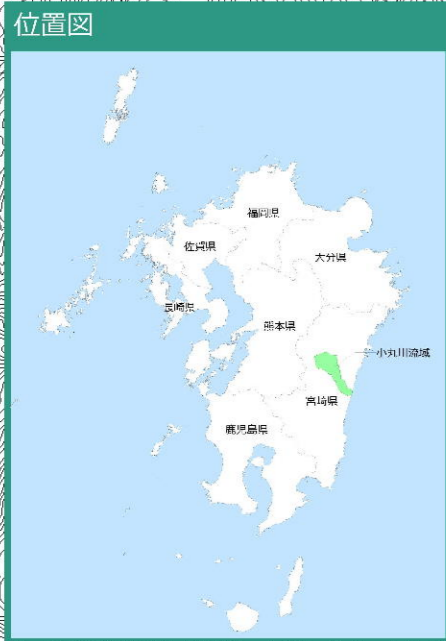 位置図
福岡県
佐賀県
大分県
長崎県
熊本県
小丸川流域
宮崎県
鹿児島県